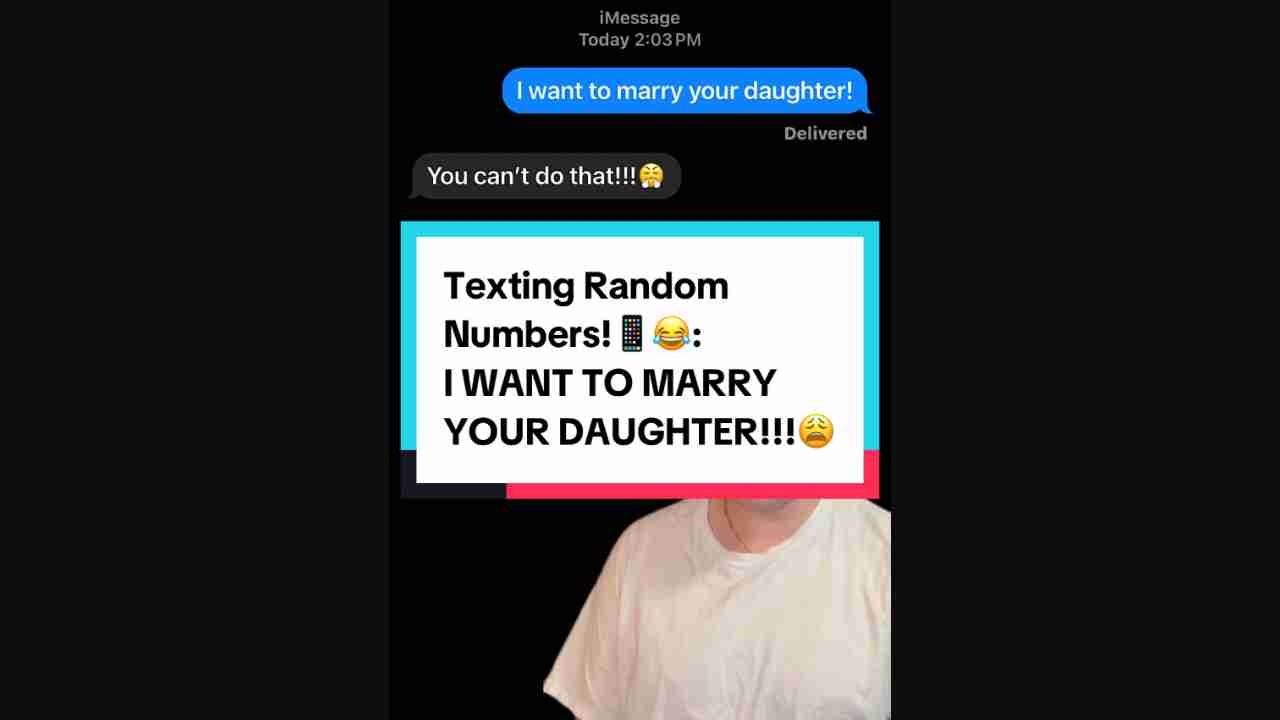 iMessage
Today 2:03 PM
I want to marry your daughter!
Delivered
You can’t do that!!!😤
Texting Random
Numbers!📱😂:
I WANT TO MARRY
YOUR DAUGHTER!!!😩